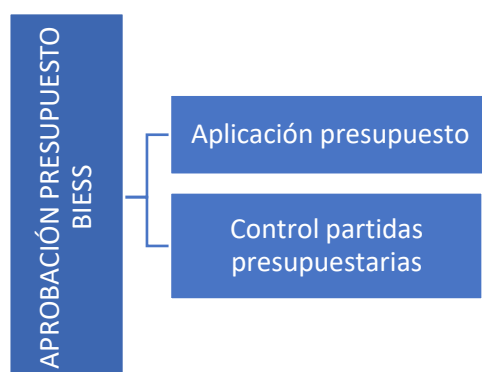 APROBACIÓN PRESUPUESTO
BIESS
Aplicación presupuesto
Control partidas
presupuestarias